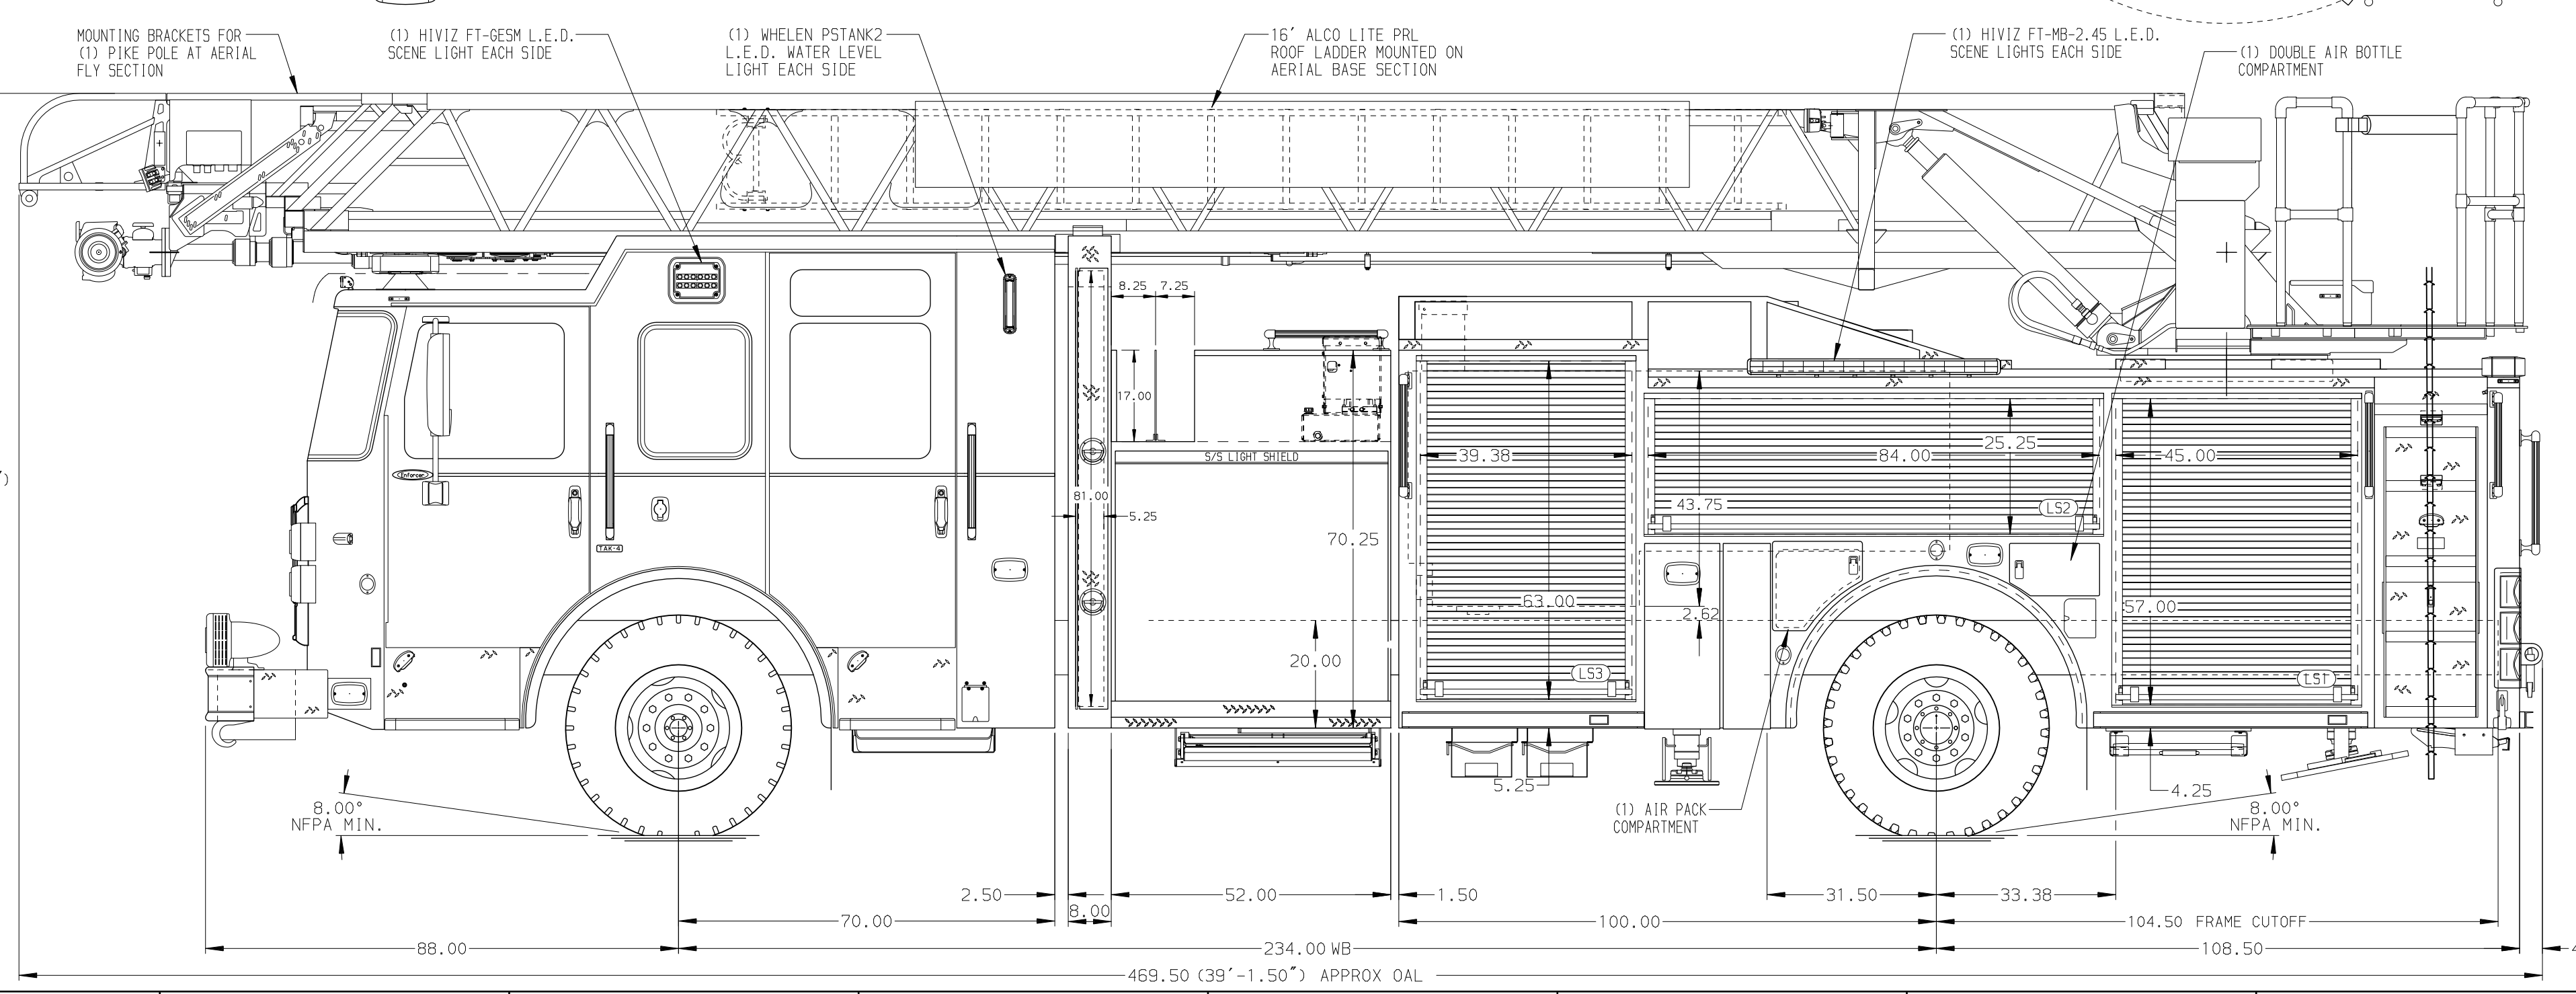 MOUNTING BRACKETS FOR
(1) PIKE POLE AT AERIAL
FLY SECTION
(1) HIVIZ FT-GESM L.E.D.
SCENE LIGHT EACH SIDE
(1) WHELEN PSTANK2
L.E.D. WATER LEVEL
LIGHT EACH SIDE
16' ALCO LITE PRL
ROOF LADDER MOUNTED ON
AERIAL BASE SECTION
(1) HIVIZ FT-MB-2.45 L.E.D.
SCENE LIGHTS EACH SIDE
(1) DOUBLE AIR BOTTLE
COMPARTMENT
8.25
7.25
17.00
S/S LIGHT SHIELD
39.38
84.00
25.25
45.00
Enforcer
81.00
5.25
43.75
LS2
70.25
TAK-4
63.00
2.62
57.00
20.00
LS3
LS1
5.25
4.25
8.00°
NFPA MIN.
(1) AIR PACK
COMPARTMENT
8.00°
NFPA MIN.
2.50
8.00
52.00
1.50
31.50
33.38
70.00
100.00
104.50 FRAME CUTOFF
88.00
234.00 WB
108.50
469.50 (39'-1.50") APPROX OAL